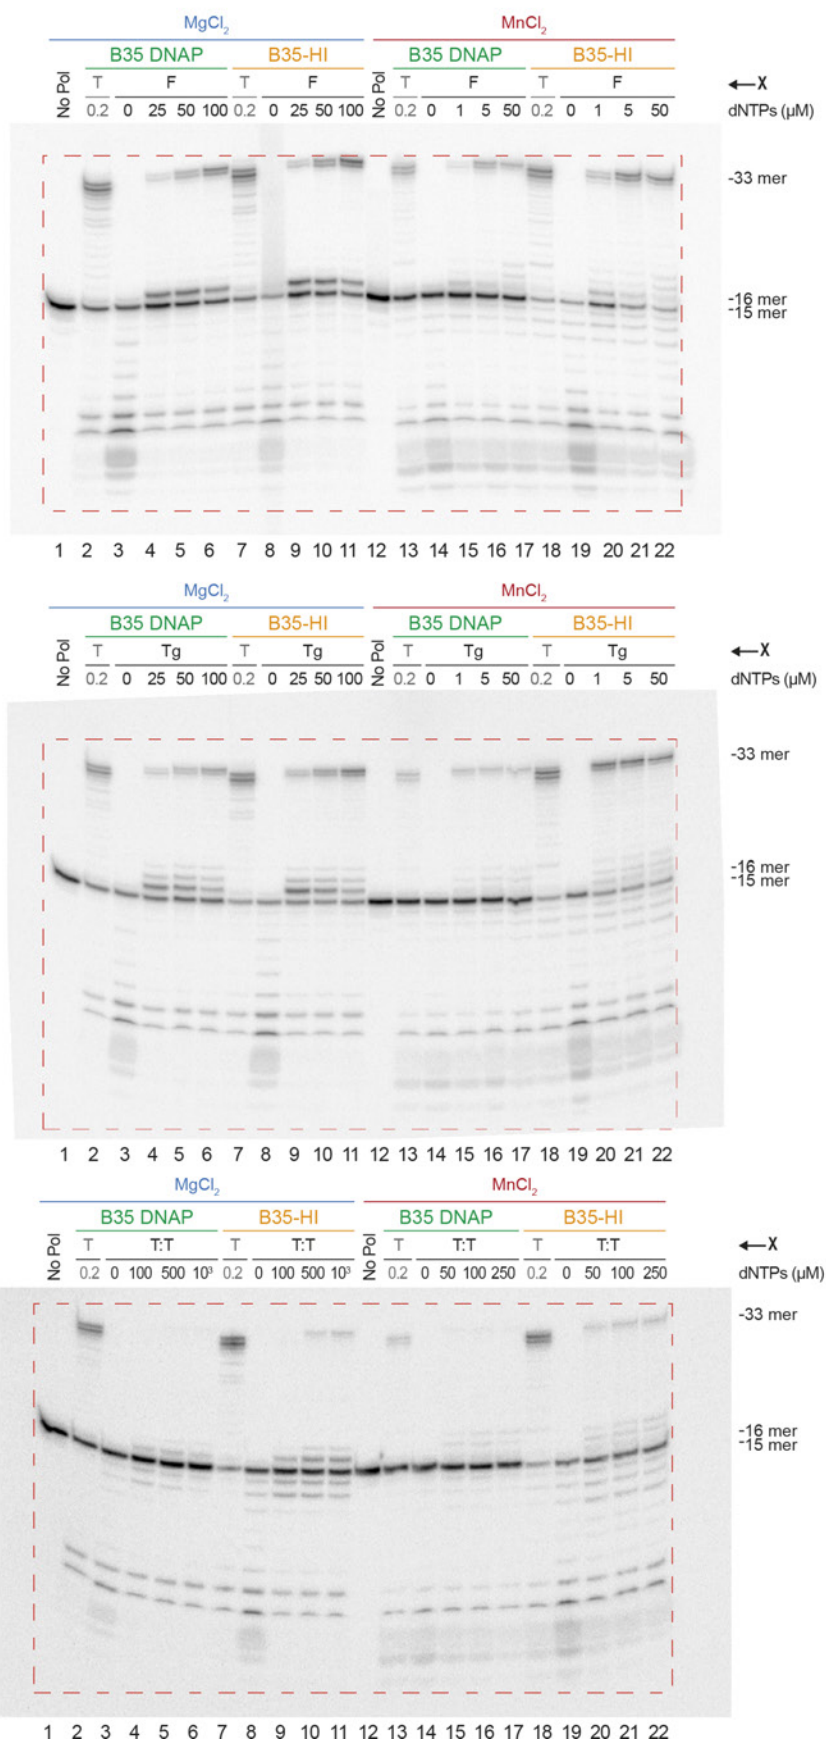 MgCl₂ MnCl₂
B35 DNAP B35-HI B35 DNAP B35-HI
No Pol T F T F No Pol T F T F ←X
0.2 0 25 50 100 0.2 0 25 50 100 0.2 0 1 5 50 0.2 0 1 5 50 dNTPs (µM)
-33 mer
-16 mer
-15 mer
1 2 3 4 5 6 7 8 9 10 11 12 13 14 15 16 17 18 19 20 21 22
MgCl₂ MnCl₂
B35 DNAP B35-HI B35 DNAP B35-HI
No Pol T Tg T Tg No Pol T Tg T Tg ←X
0.2 0 25 50 100 0.2 0 25 50 100 0.2 0 1 5 50 0.2 0 1 5 50 dNTPs (µM)
-33 mer
-16 mer
-15 mer
1 2 3 4 5 6 7 8 9 10 11 12 13 14 15 16 17 18 19 20 21 22
MgCl₂ MnCl₂
B35 DNAP B35-HI B35 DNAP B35-HI
No Pol T T:T T T:T No Pol T T:T T T:T ←X
0.2 0 100 500 10³ 0.2 0 100 500 10³ 0.2 0 50 100 250 0.2 0 50 100 250 dNTPs (µM)
-33 mer
-16 mer
-15 mer
1 2 3 4 5 6 7 8 9 10 11 12 13 14 15 16 17 18 19 20 21 22